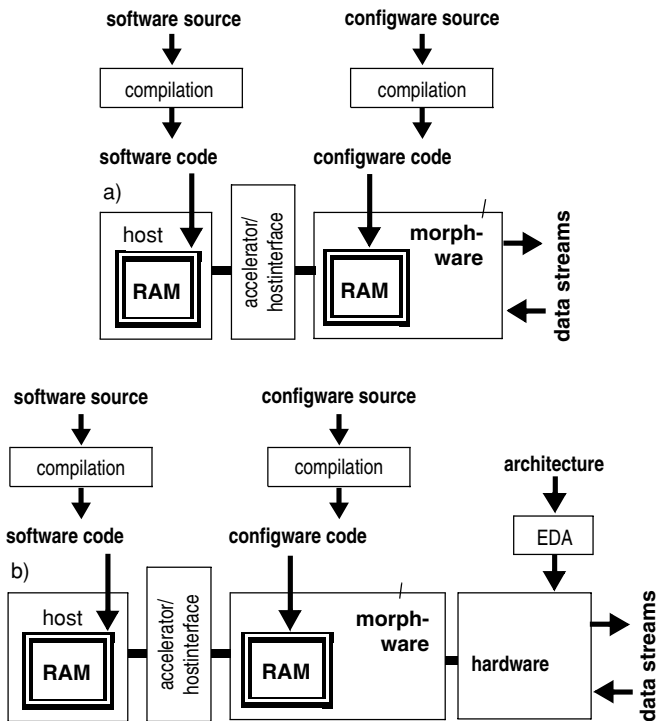 software source
configware source
compilation
compilation
software code
configware code
a)
host
RAM
accelerator/
hostinterface
RAM
morph-
ware
data streams
software source
configware source
compilation
compilation
architecture
software code
configware code
EDA
b)
host
RAM
accelerator/
hostinterface
RAM
morph-
ware
hardware
data streams